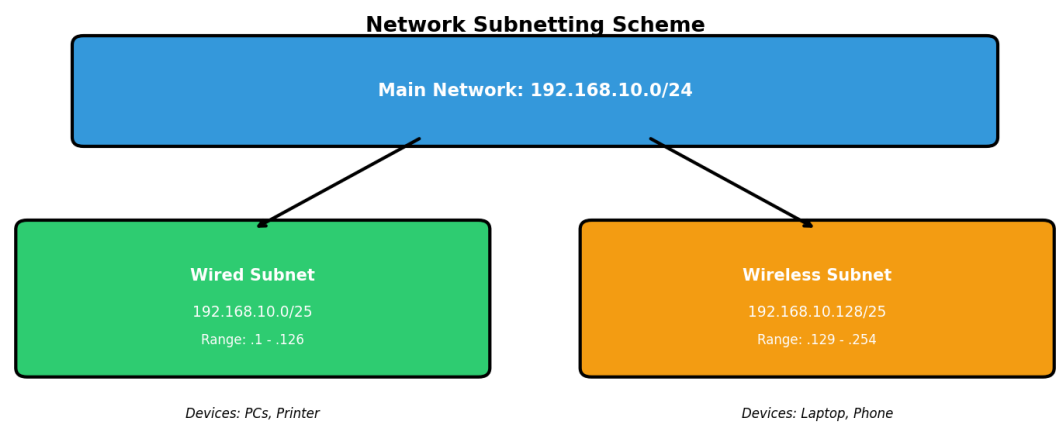 Network Subnetting Scheme
Main Network: 192.168.10.0/24
Wired Subnet
192.168.10.0/25
Range: .1 - .126
Devices: PCs, Printer
Wireless Subnet
192.168.10.128/25
Range: .129 - .254
Devices: Laptop, Phone